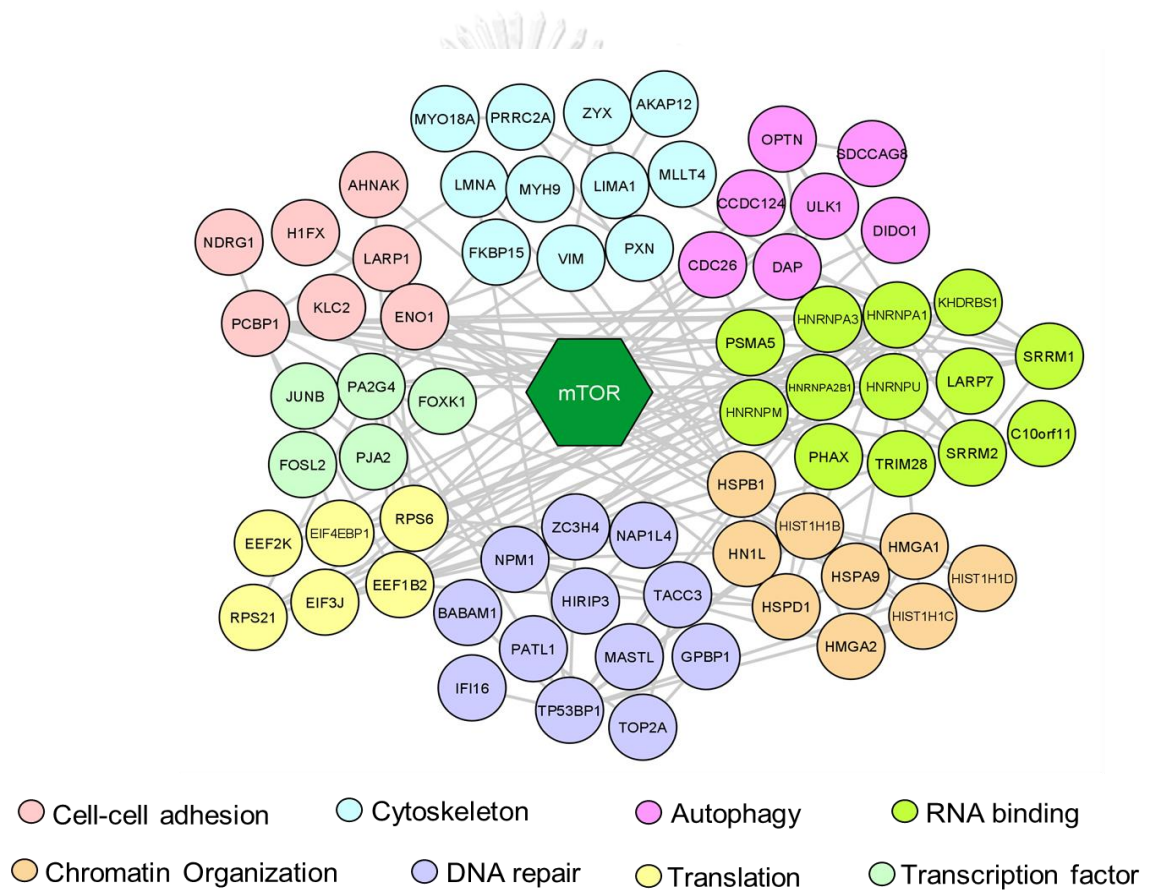 MYO18A
PRRC2A
ZYX
AKAP12
LMNA
MYH9
LIMA1
MLLT4
FKBP15
VIM
PXN
OPTN
SDCCAG8
CCDC124
ULK1
DIDO1
CDC26
DAP
AHNAK
NDRG1
H1FX
LARP1
PCBP1
KLC2
ENO1
mTOR
PSMA5
HNRNPA3
HNRNPA1
KHDRBS1
SRRM1
HNRNPM
HNRNPA2B1
HNRNPU
LARP7
C10orf11
PHAX
TRIM28
SRRM2
JUNB
PA2G4
FOXK1
FOSL2
PJA2
EEF2K
EIF4EBP1
RPS6
RPS21
EIF3J
EEF1B2
ZC3H4
NAP1L4
NPM1
BABAM1
HIRIP3
TACC3
PATL1
MASTL
GPBP1
IFI16
TP53BP1
TOP2A
HSPB1
HN1L
HIST1H1B
HMGA1
HSPA9
HIST1H1D
HSPD1
HIST1H1C
HMGA2
Cell-cell adhesion
Cytoskeleton
Autophagy
RNA binding
Chromatin Organization
DNA repair
Translation
Transcription factor